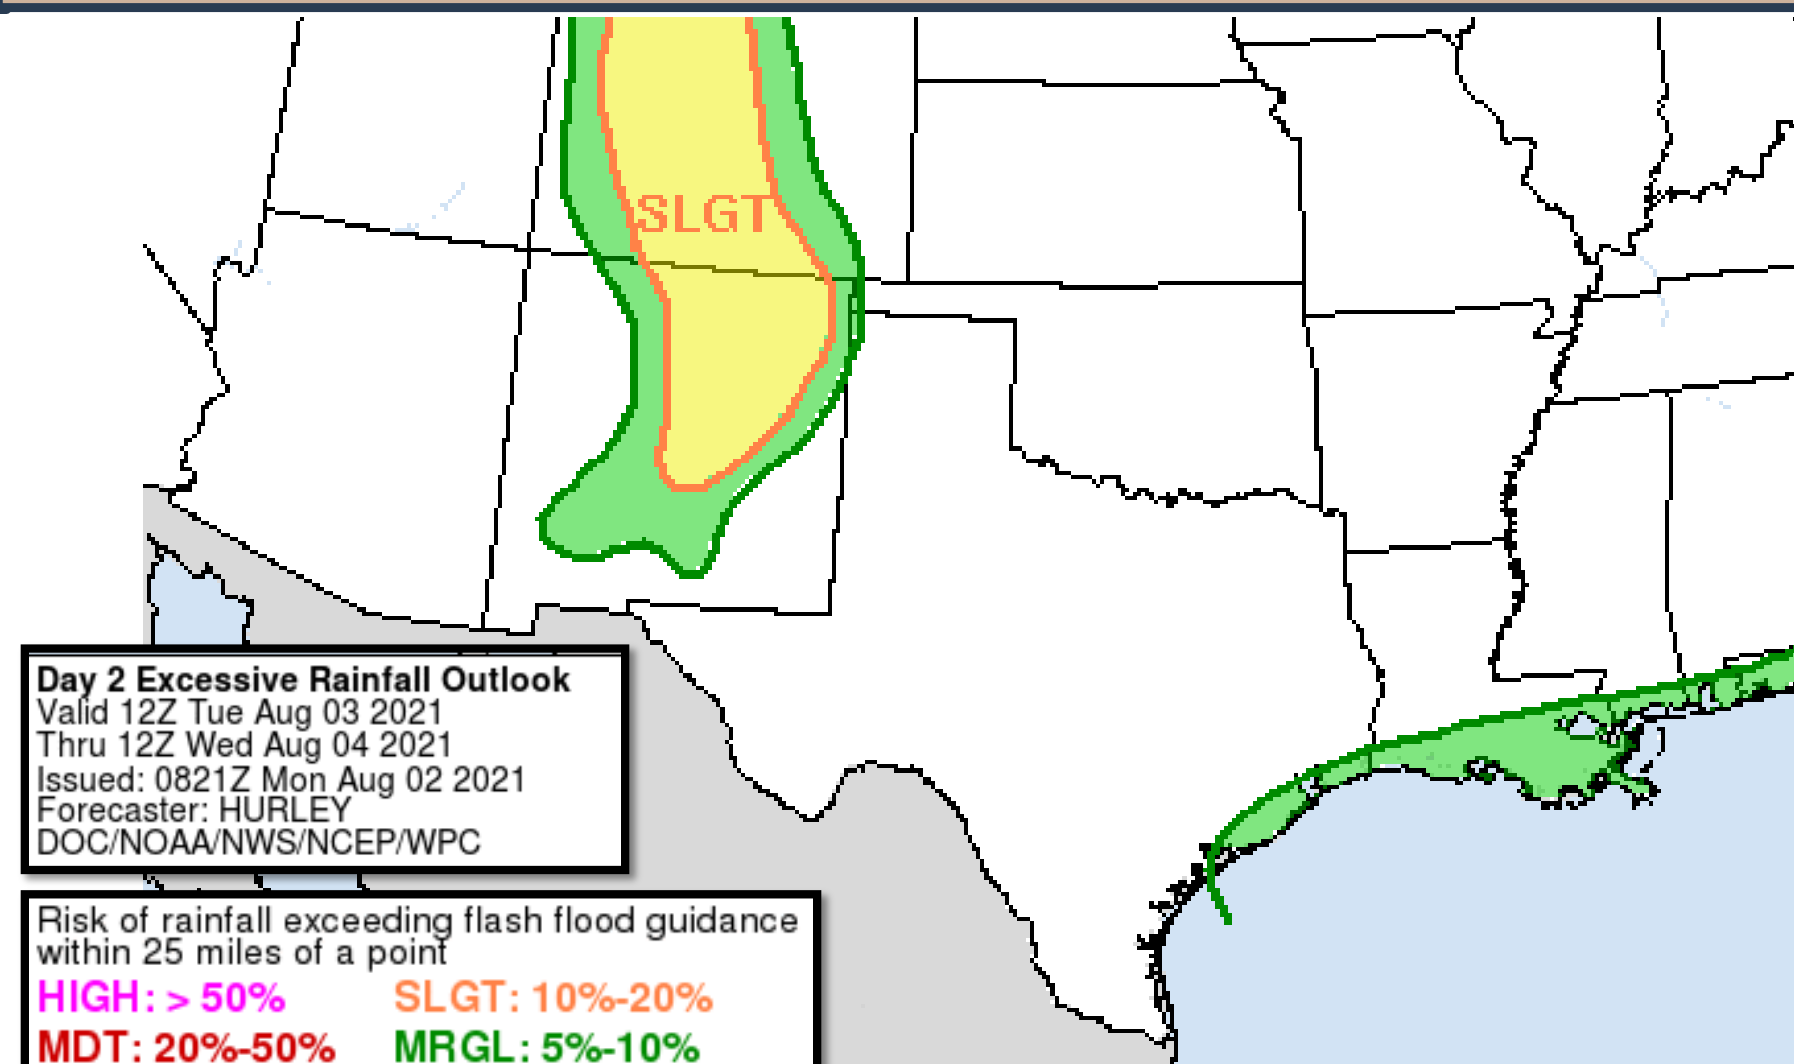 SLGT
Day 2 Excessive Rainfall Outlook
Valid 12Z Tue Aug 03 2021
Thru 12Z Wed Aug 04 2021
Issued: 0821Z Mon Aug 02 2021
Forecaster: HURLEY
DOC/NOAA/NWS/NCEP/WPC
Risk of rainfall exceeding flash flood guidance
within 25 miles of a point
HIGH: > 50% SLGT: 10%-20%
MDT: 20%-50% MRGL: 5%-10%